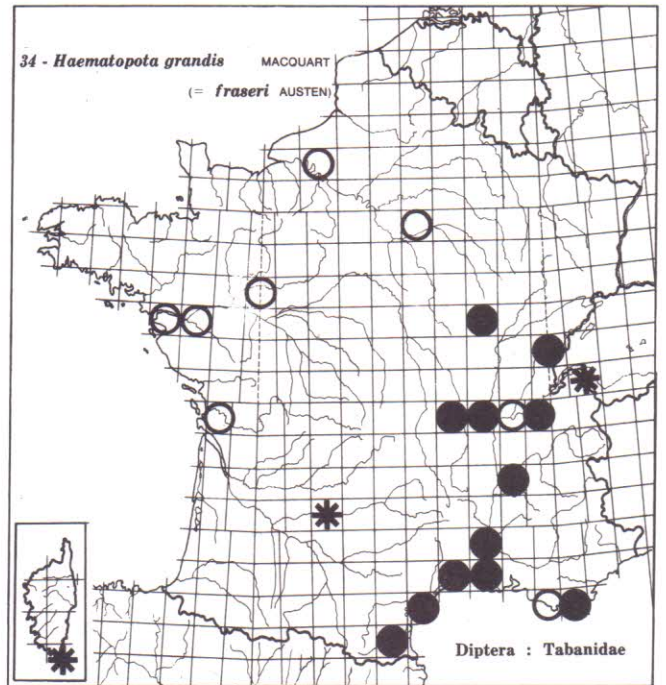 34 - Haematopota grandis MACQUART
(= fraseri AUSTEN)
Diptera : Tabanidae